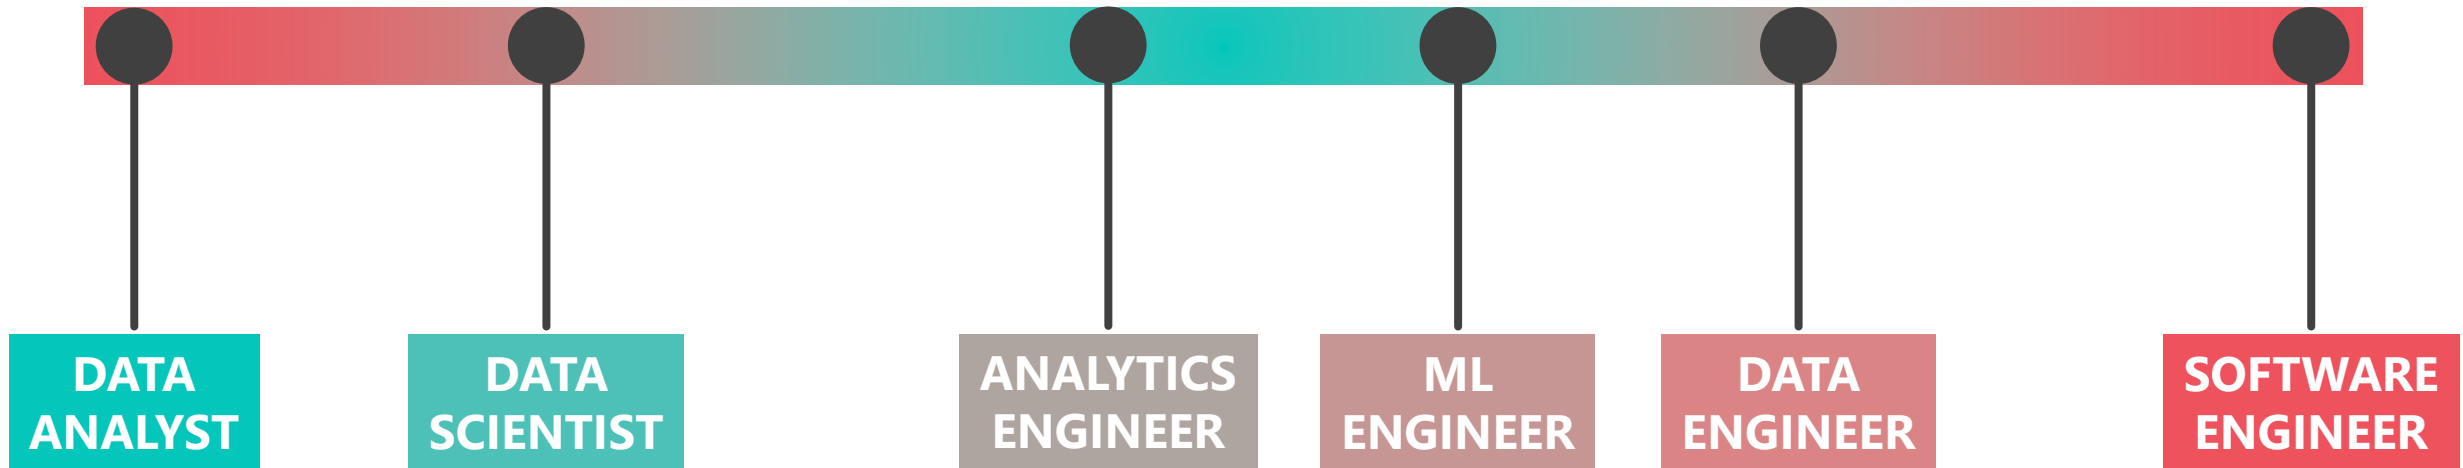 DATA
ANALYST
DATA
SCIENTIST
ANALYTICS
ENGINEER
ML
ENGINEER
DATA
ENGINEER
SOFTWARE
ENGINEER